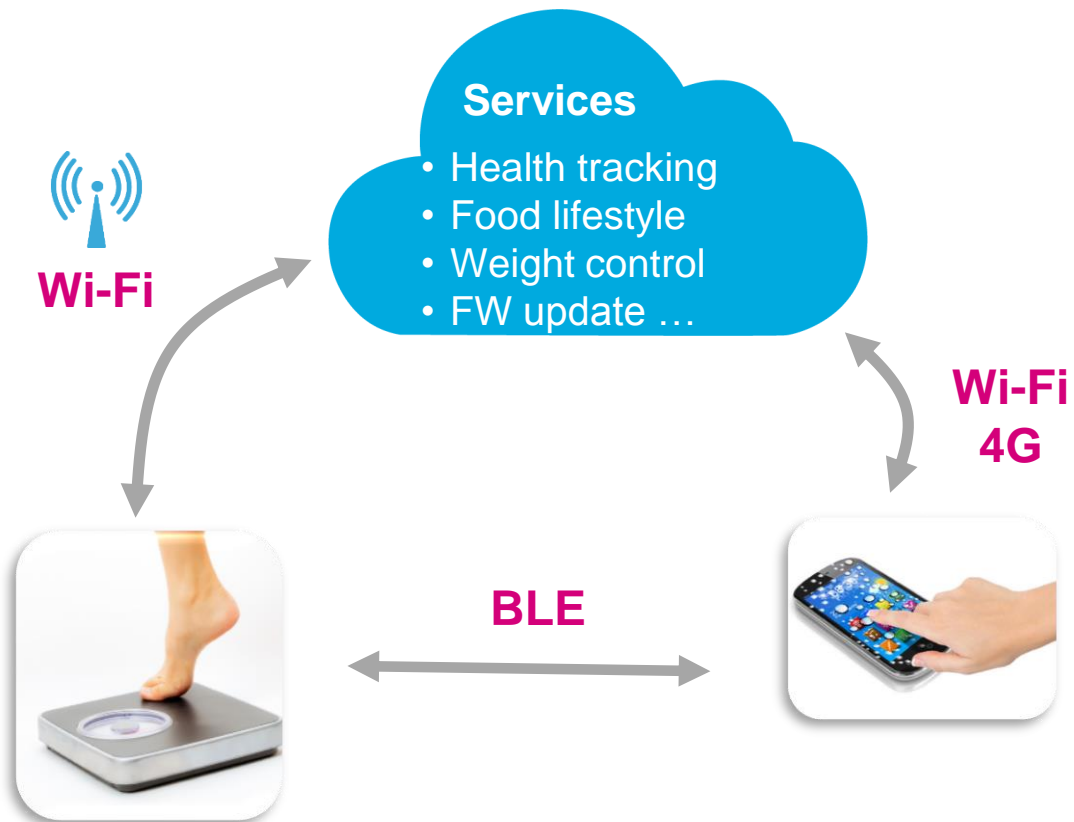 Services
• Health tracking
• Food lifestyle
• Weight control
• FW update …
Wi-Fi
Wi-Fi
4G
BLE